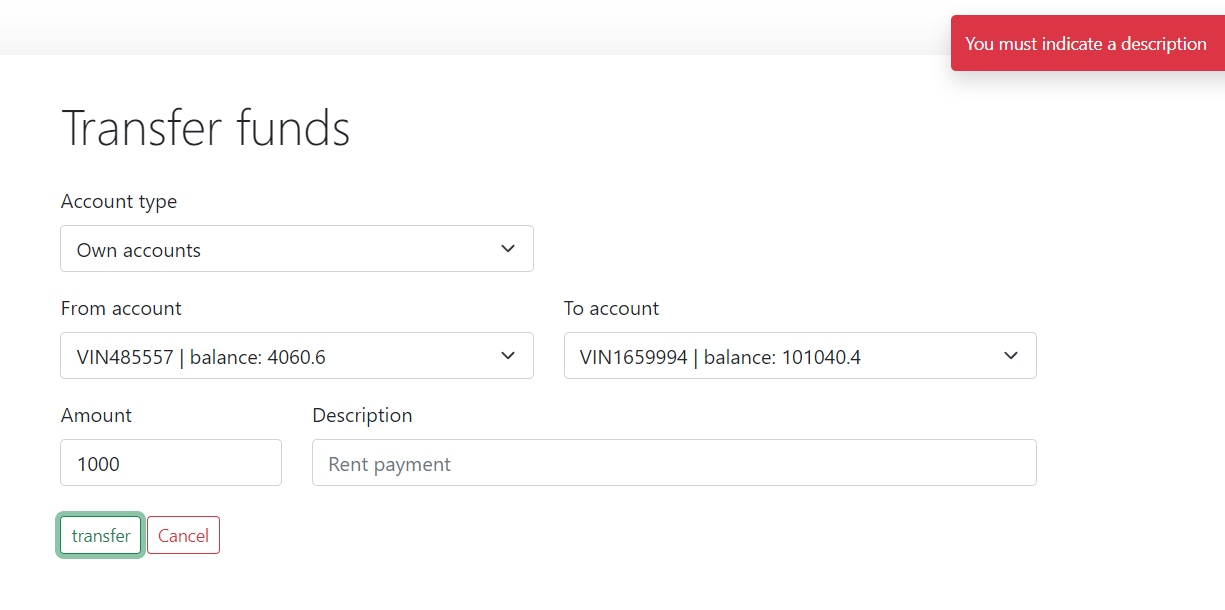 You must indicate a description
Transfer funds
Account type
Own accounts
From account
To account
VIN485557 | balance: 4060.6
VIN1659994 | balance: 101040.4
Amount
Description
1000
Rent payment
transfer
Cancel